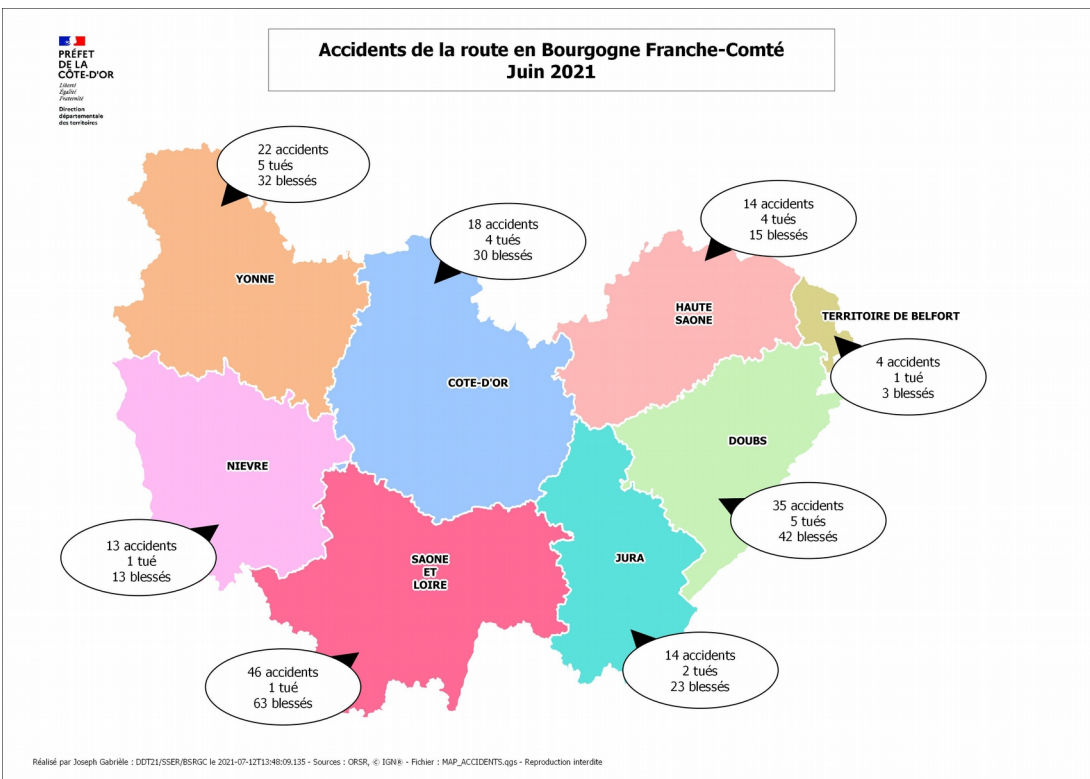 PRÉFET
DE LA
CÔTE-D'OR
Liberté
Égalité
Fraternité
Direction
départementale
des territoires
Accidents de la route en Bourgogne Franche-Comté
Juin 2021
22 accidents
5 tués
32 blessés
18 accidents
4 tués
30 blessés
14 accidents
4 tués
15 blessés
YONNE
HAUTE
SAONE
TERRITOIRE DE BELFORT
4 accidents
1 tué
3 blessés
COTE-D'OR
DOUBS
NIEVRE
35 accidents
5 tués
42 blessés
13 accidents
1 tué
13 blessés
SAONE
ET
LOIRE
JURA
46 accidents
1 tué
63 blessés
14 accidents
2 tués
23 blessés
Réalisé par Joseph Gabrièle : DDT21/SSER/BSRGC le 2021-07-12T13:48:09.135 - Sources : ORSR, © IGN® - Fichier : MAP_ACCIDENTS.qgs - Reproduction interdite